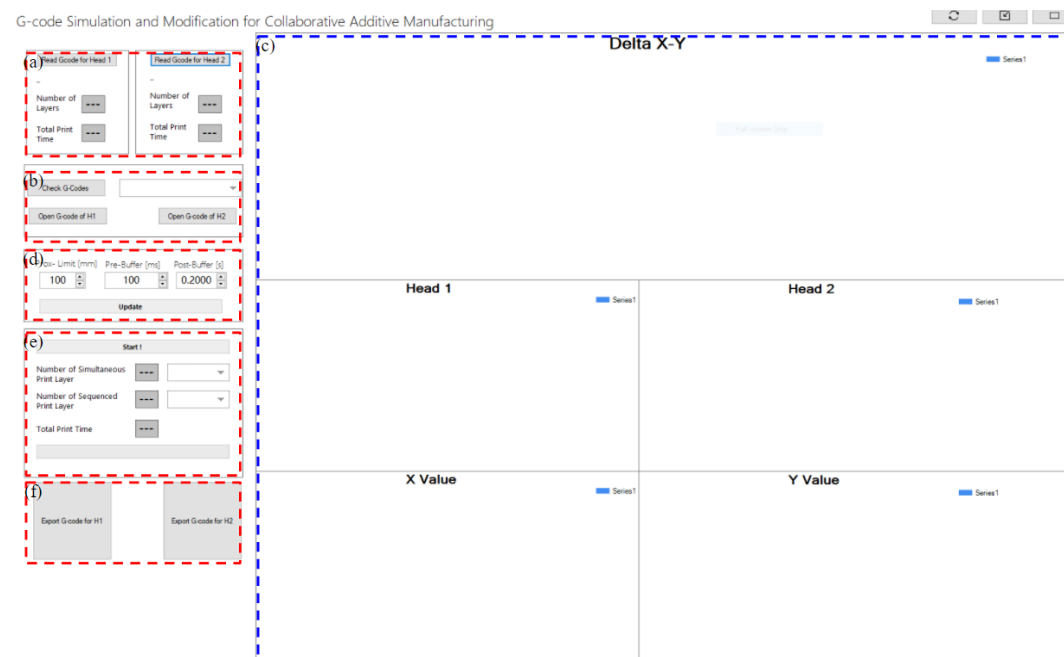 G-code Simulation and Modification for Collaborative Additive Manufacturing
(a)
Read Gcode for Head 1
Read Gcode for Head 2
-
-
Number of
Layers
---
Number of
Layers
---
Total Print
Time
---
Total Print
Time
---
(b)
Check G-Codes
Open G-code of H1
Open G-code of H2
(d)
Limit [mm]
Pre-Buffer [ms]
Post-Buffer [s]
100
100
0.2000
Update
(e)
Start !
Number of Simultaneous
Print Layer
---
Number of Sequenced
Print Layer
---
Total Print Time
---
(f)
Export G-code for H1
Export G-code for H2
(c)
Delta X-Y
Series1
Head 1
Series1
Head 2
Series1
X Value
Series1
Y Value
Series1